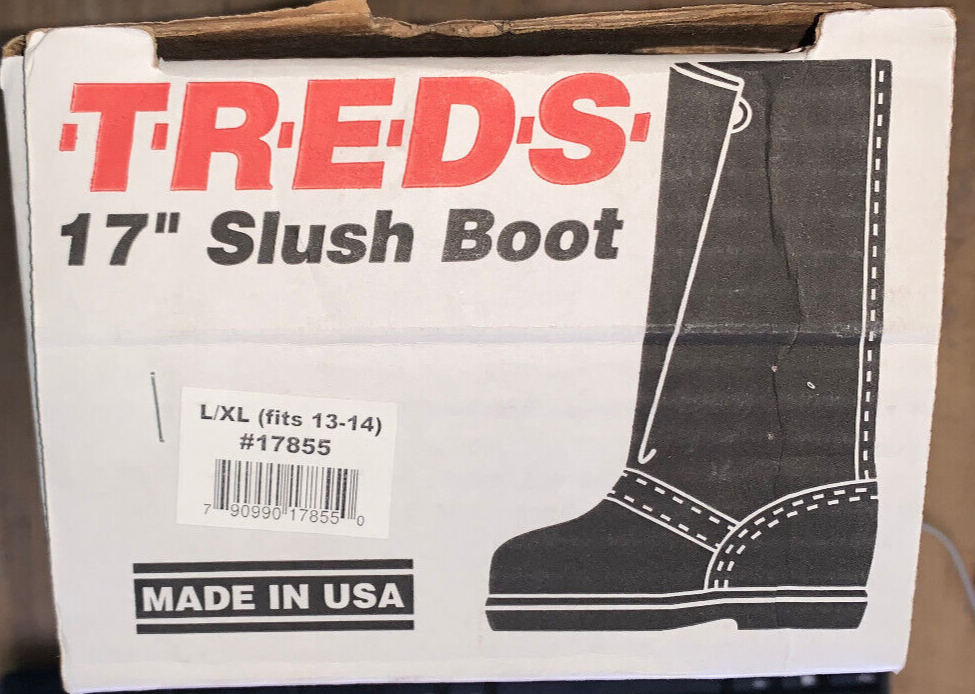 T·R·E·D·S
17" Slush Boot
L/XL (fits 13-14)
#17855
7 90990 17855 0
MADE IN USA